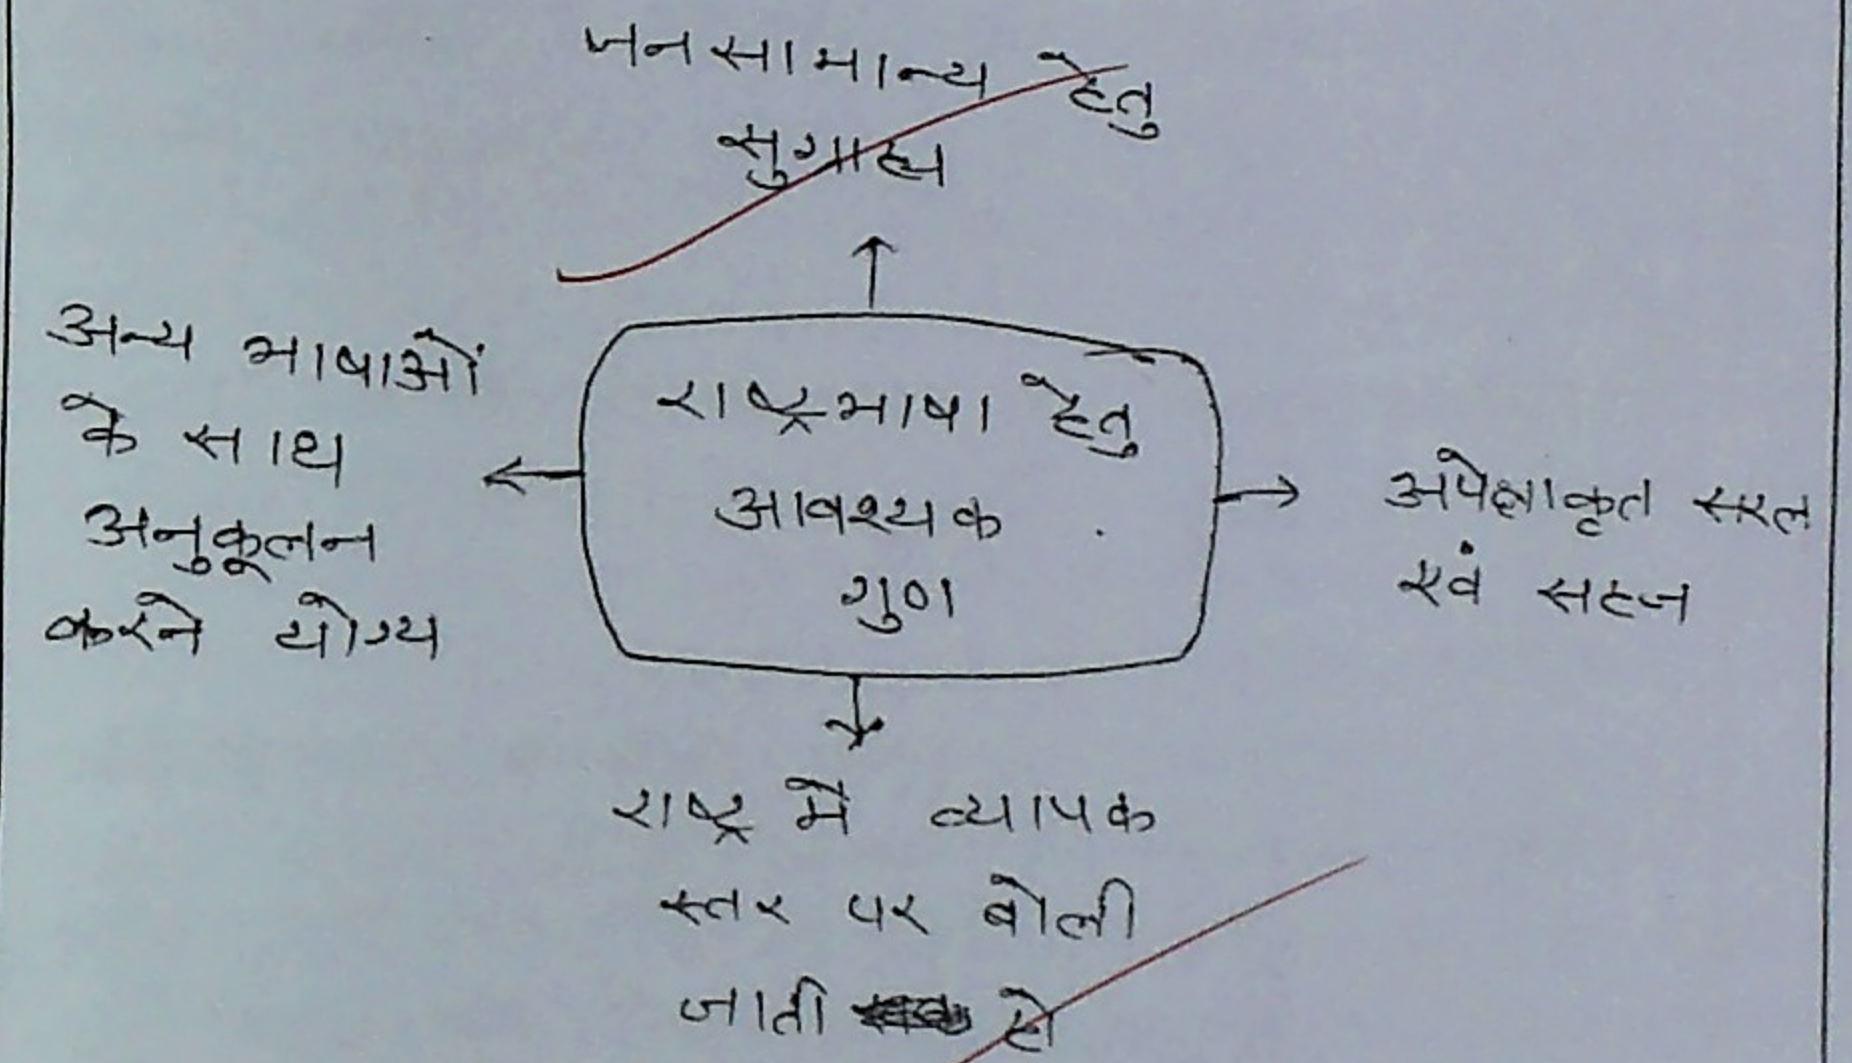 जनसामान्य हेतु
सुग्राह्य
अन्य भाषाओं
के साथ
अनुकूलन
करने योग्य
राष्ट्रभाषा हेतु
आवश्यक
गुण
अपेक्षाकृत सरल
एवं सहज
राष्ट्र में व्यापक
स्तर पर बोली
जाती हो